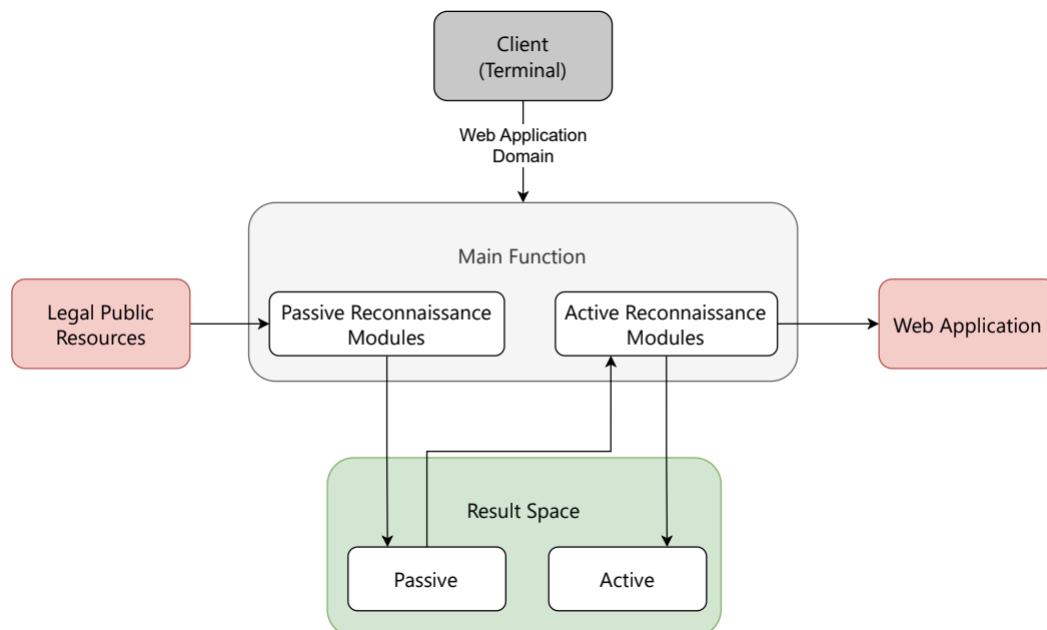 Client
(Terminal)
Web Application
Domain
Main Function
Legal Public
Resources
Passive Reconnaissance
Modules
Active Reconnaissance
Modules
Web Application
Result Space
Passive
Active